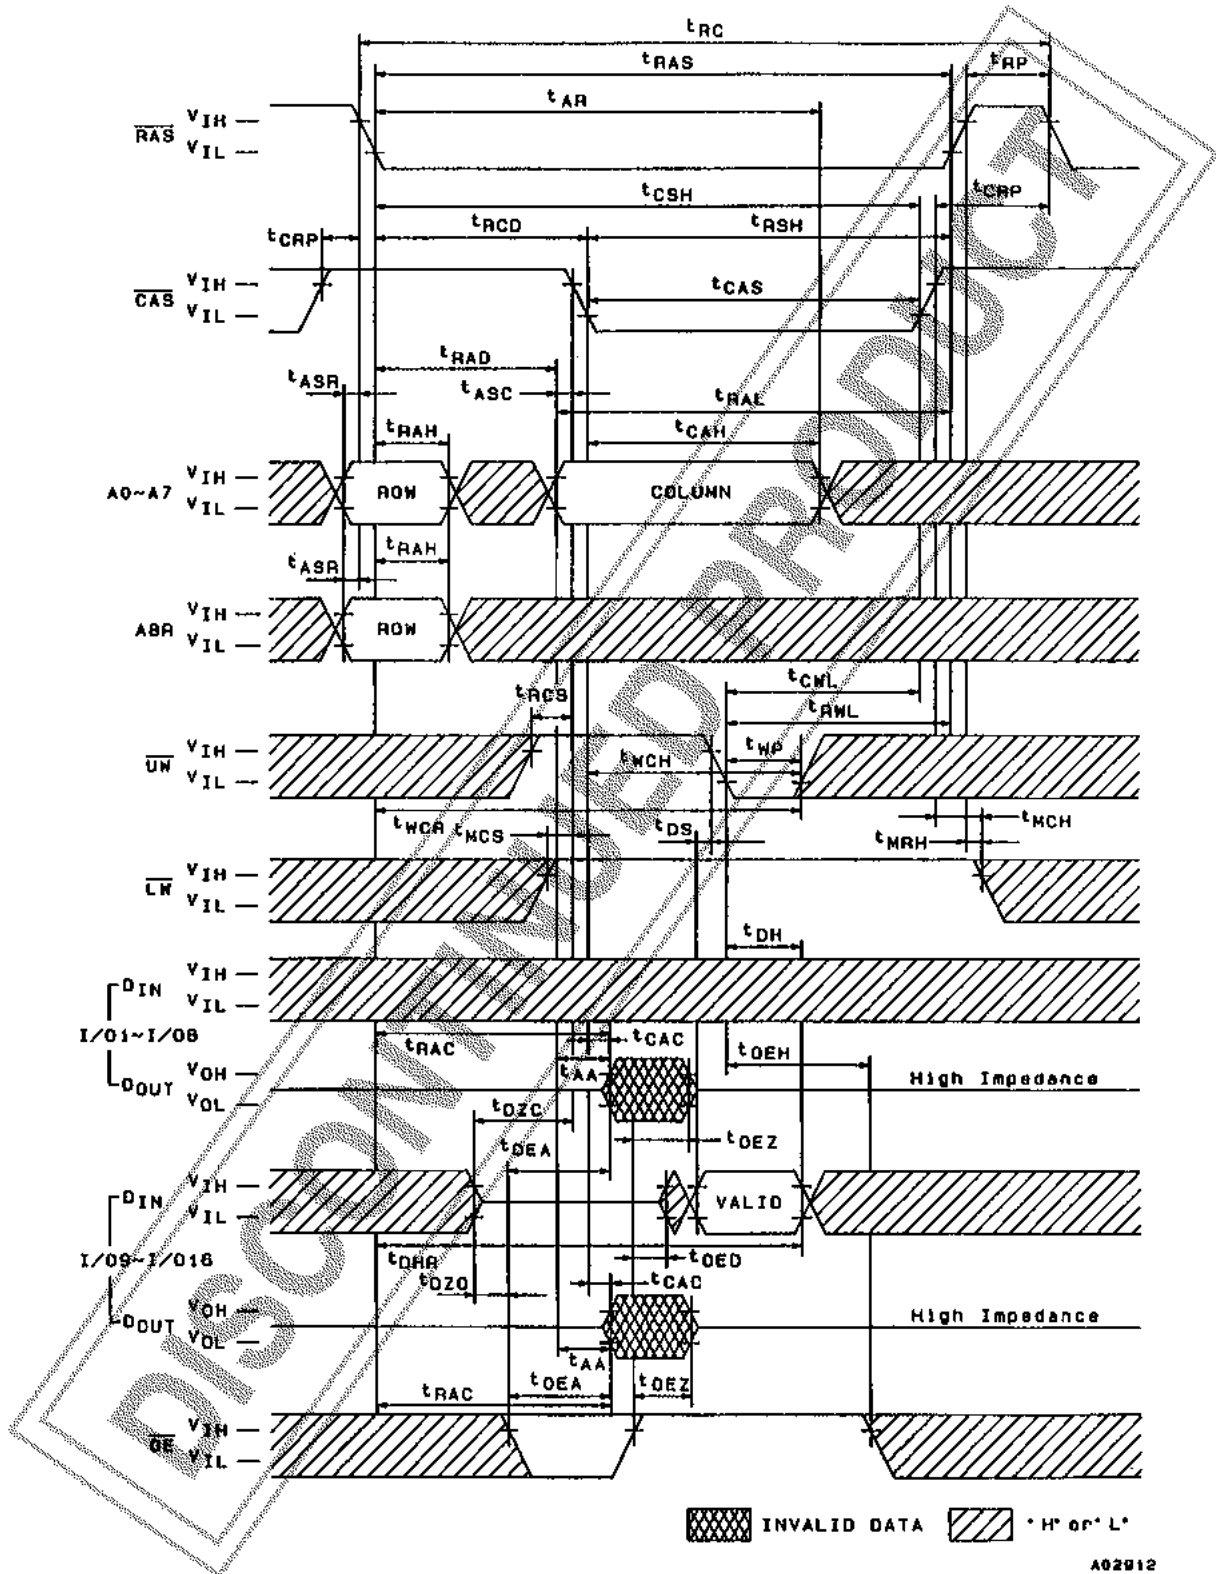 tRC
tRAS
tRP
tAR
RAS
VIH
VIL
tCSH
tCRP
tCRP
tRCD
tRSH
CAS
VIH
VIL
tCAS
tRAD
tASR
tASC
tRAL
tRAH
tCAH
A0~A7
VIH
VIL
ROW
COLUMN
tRAH
tASR
A8R
VIH
VIL
ROW
tCWL
tRCS
tRWL
UW
VIH
VIL
tWP
tWCH
tWCR
tMCS
tDS
tMCH
tMRH
LW
VIH
VIL
tDH
DIN
VIH
VIL
I/O1~I/O8
tRAC
tCAC
tOEH
tAA
DOUT
VOH
VOL
High Impedance
tDZC
tOEZ
tOEA
DIN
VIH
VIL
VALID
I/O9~I/O16
tDHR
tOED
tDZO
tCAC
DOUT
VOH
VOL
High Impedance
tAA
tOEA
tOEZ
tRAC
OE
VIH
VIL
INVALID DATA
"H" or "L"
A02912
DISCONTINUED PRODUCT